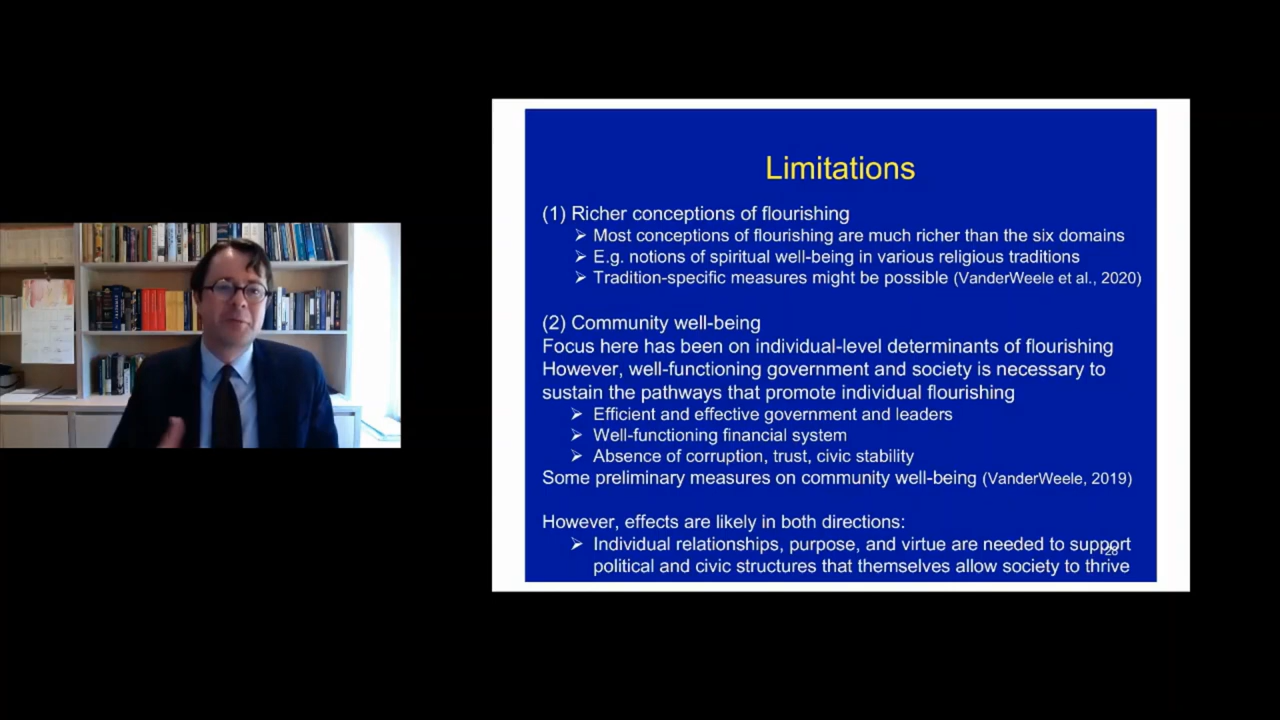 Limitations
(1) Richer conceptions of flourishing
➢ Most conceptions of flourishing are much richer than the six domains
➢ E.g. notions of spiritual well-being in various religious traditions
➢ Tradition-specific measures might be possible (VanderWeele et al., 2020)
(2) Community well-being
Focus here has been on individual-level determinants of flourishing
However, well-functioning government and society is necessary to
sustain the pathways that promote individual flourishing
➢ Efficient and effective government and leaders
➢ Well-functioning financial system
➢ Absence of corruption, trust, civic stability
Some preliminary measures on community well-being (VanderWeele, 2019)
However, effects are likely in both directions:
➢ Individual relationships, purpose, and virtue are needed to support
political and civic structures that themselves allow society to thrive